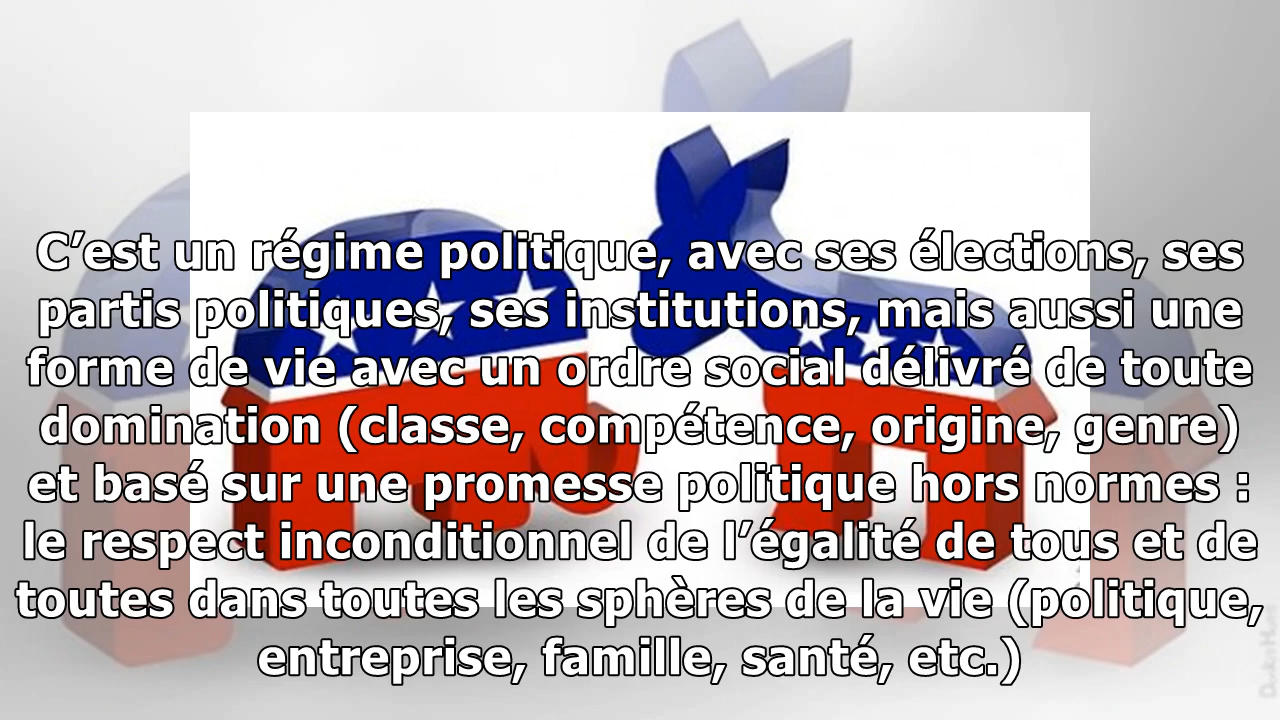 C’est un régime politique, avec ses élections, ses
partis politiques, ses institutions, mais aussi une
forme de vie avec un ordre social délivré de toute
domination (classe, compétence, origine, genre)
et basé sur une promesse politique hors normes :
le respect inconditionnel de l’égalité de tous et de
toutes dans toutes les sphères de la vie (politique,
entreprise, famille, santé, etc.)